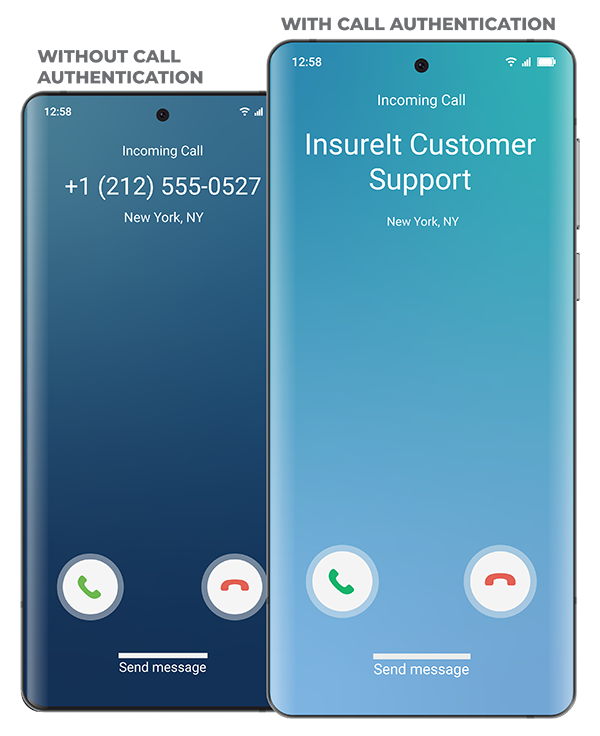 WITHOUT CALL
AUTHENTICATION
12:58
Incoming Call
+1 (212) 555-0527
New York, NY
Send message
WITH CALL AUTHENTICATION
12:58
Incoming Call
InsureIt Customer
Support
New York, NY
Send message